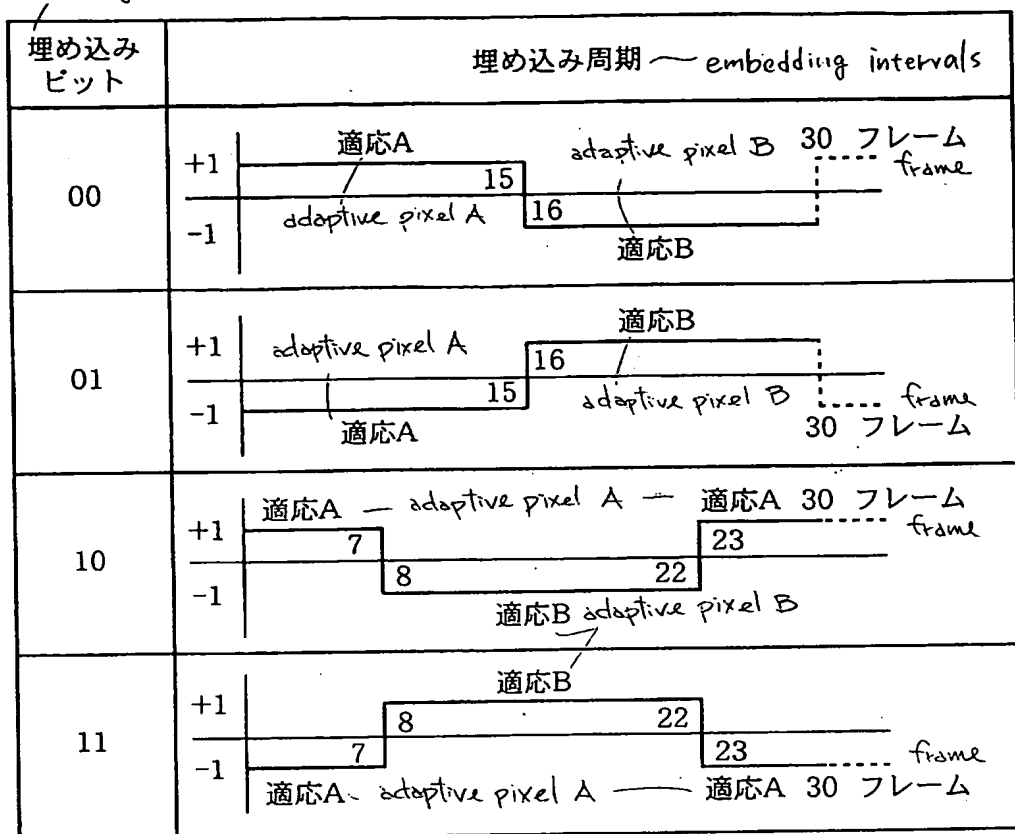 埋め込み
ビット
埋め込み周期 embedding intervals
00
+1
-1
適応A
adaptive pixel A
15
16
adaptive pixel B
適応B
30 フレーム
frame
01
+1
-1
adaptive pixel A
適応A
15
16
適応B
adaptive pixel B
frame
30 フレーム
10
+1
-1
適応A — adaptive pixel A — 適応A 30 フレーム
frame
7
8
22
23
適応B adaptive pixel B
11
+1
-1
適応B
7
8
22
23
frame
適応A adaptive pixel A — 適応A 30 フレーム